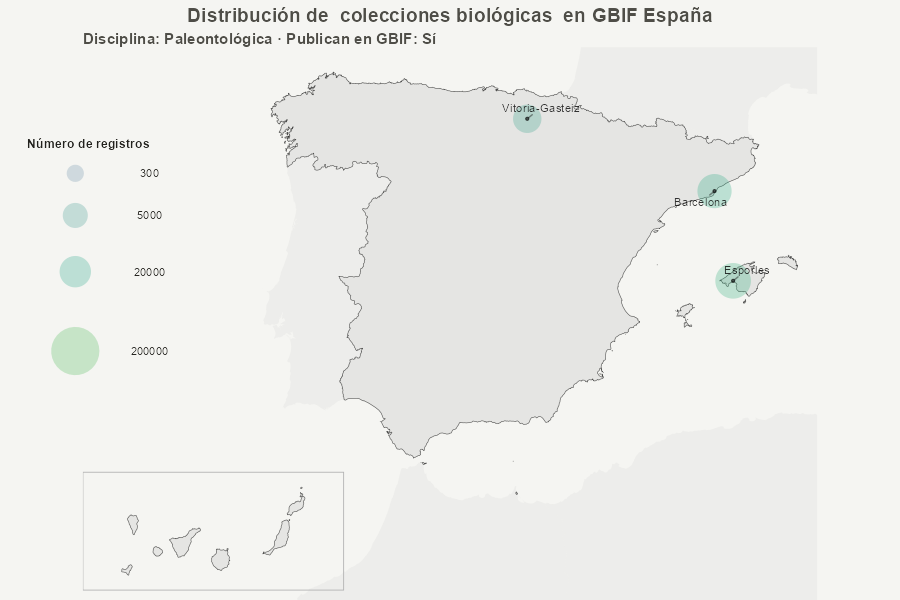 Distribución de colecciones biológicas en GBIF España
Disciplina: Paleontológica · Publican en GBIF: Sí
Vitoria-Gasteiz
Número de registros
300
Barcelona
5000
Esporles
20000
200000